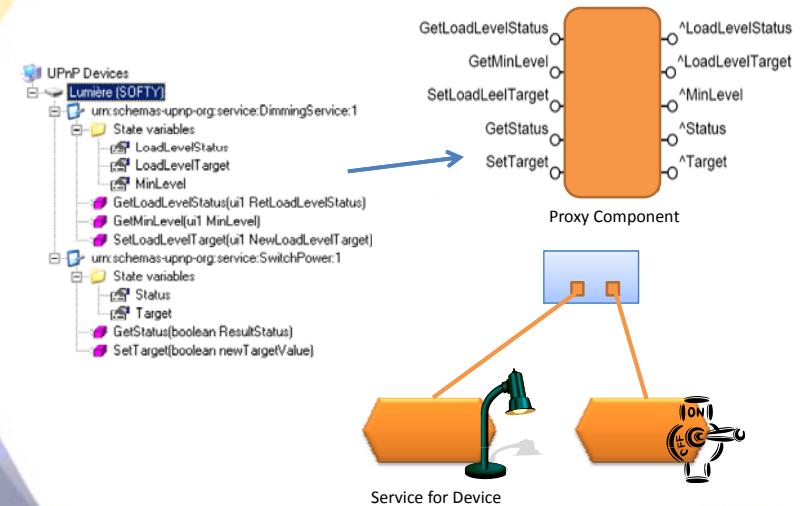 UPnP Devices
Lumière (SOFTY)
urn:schemas-upnp-org:service:DimmingService:1
State variables
LoadLevelStatus
LoadLevelTarget
MinLevel
GetLoadLevelStatus(ui1 RetLoadLevelStatus)
GetMinLevel(ui1 MinLevel)
SetLoadLevelTarget(ui1 NewLoadLevelTarget)
urn:schemas-upnp-org:service:SwitchPower:1
State variables
Status
Target
GetStatus(boolean ResultStatus)
SetTarget(boolean newTargetValue)
GetLoadLevelStatus
GetMinLevel
SetLoadLeelTarget
GetStatus
SetTarget
^LoadLevelStatus
^LoadLevelTarget
^MinLevel
^Status
^Target
Proxy Component
ON
OFF
Service for Device